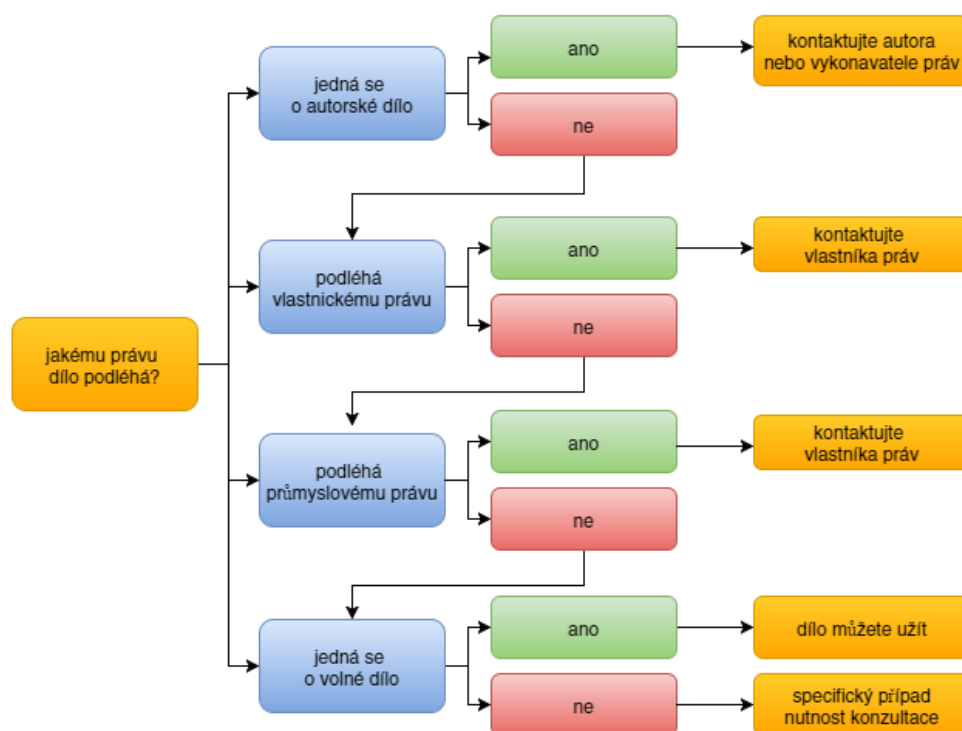 jakému právu
dílo podléhá?
jedná se
o autorské dílo
ano
kontaktujte autora
nebo vykonavatele práv
ne
podléhá
vlastnickému právu
ano
kontaktujte
vlastníka práv
ne
podléhá
průmyslovému právu
ano
kontaktujte
vlastníka práv
ne
jedná se
o volné dílo
ano
dílo můžete užít
ne
specifický případ
nutnost konzultace